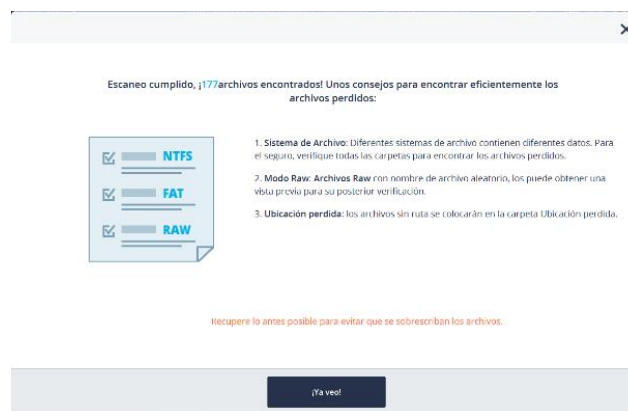 Escaneo cumplido, ¡177archivos encontrados! Unos consejos para encontrar eficientemente los
archivos perdidos:
NTFS
FAT
RAW
1. Sistema de Archivo: Diferentes sistemas de archivo contienen diferentes datos. Para
el seguro, verifique todas las carpetas para encontrar los archivos perdidos.
2. Modo Raw: Archivos Raw con nombre de archivo aleatorio, los puede obtener una
vista previa para su posterior verificación.
3. Ubicación perdida: los archivos sin ruta se colocarán en la carpeta Ubicación perdida.
Recupere lo antes posible para evitar que se sobrescriban los archivos.
¡Ya veo!